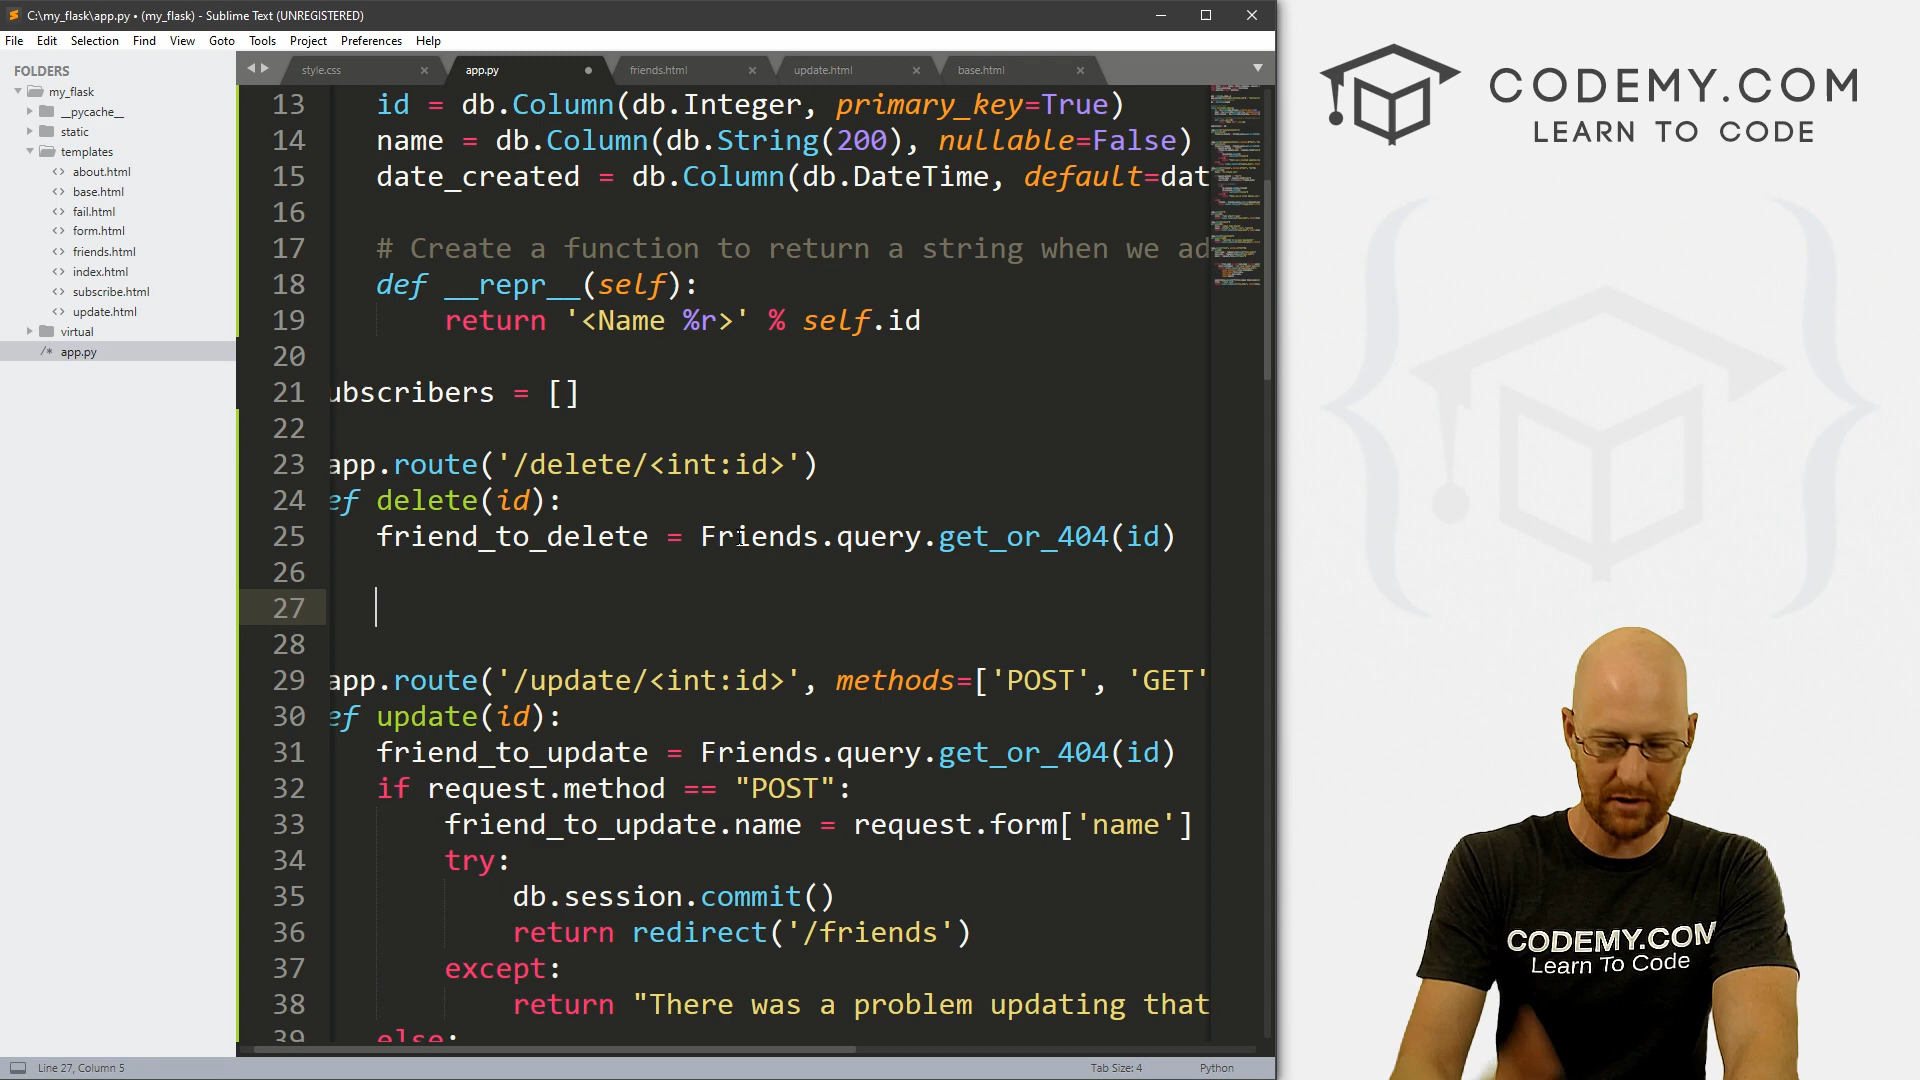 C:\my_flask\app.py • (my_flask) - Sublime Text (UNREGISTERED)
File Edit Selection Find View Goto Tools Project Preferences Help
FOLDERS
my_flask
__pycache__
static
templates
about.html
base.html
fail.html
form.html
friends.html
index.html
subscribe.html
update.html
virtual
app.py
style.css app.py friends.html update.html base.html
13 id = db.Column(db.Integer, primary_key=True)
14 name = db.Column(db.String(200), nullable=False)
15 date_created = db.Column(db.DateTime, default=dat
16
17 # Create a function to return a string when we ad
18 def __repr__(self):
19 return '<Name %r>' % self.id
20
21 ubscribers = []
22
23 app.route('/delete/<int:id>')
24 ef delete(id):
25 friend_to_delete = Friends.query.get_or_404(id)
26
27
28
29 app.route('/update/<int:id>', methods=['POST', 'GET'
30 ef update(id):
31 friend_to_update = Friends.query.get_or_404(id)
32 if request.method == "POST":
33 friend_to_update.name = request.form['name']
34 try:
35 db.session.commit()
36 return redirect('/friends')
37 except:
38 return "There was a problem updating that
39 else:
Line 27, Column 5
Tab Size: 4 Python
CODEMY.COM
LEARN TO CODE
CODEMY.COM
Learn To Code